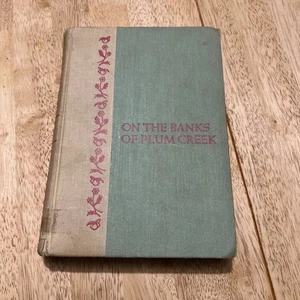 ON THE BANKS
OF PLUM CREEK